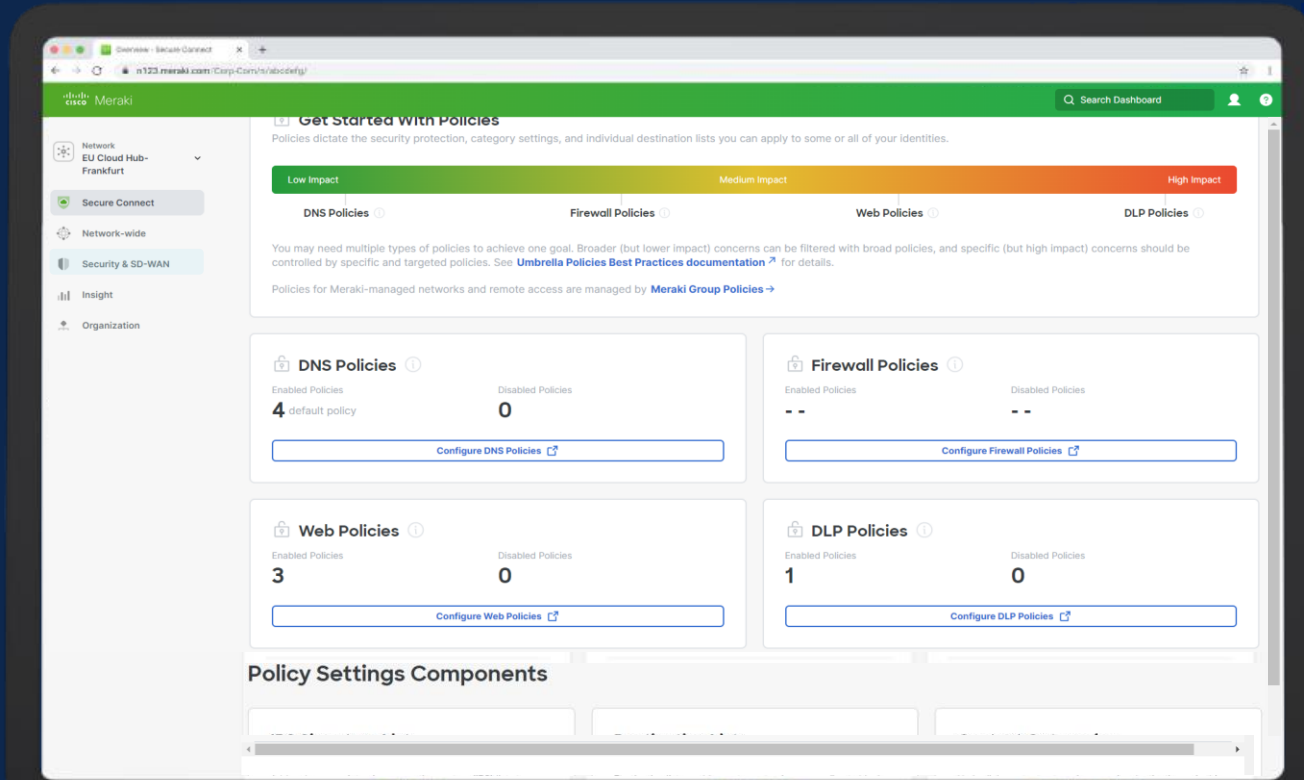 Overview - Secure Connect
n123.meraki.com/Corp-Com/n/abcdefg/
cisco Meraki
Search Dashboard
Network
EU Cloud Hub-
Frankfurt
Secure Connect
Network-wide
Security & SD-WAN
Insight
Organization
Get Started With Policies
Policies dictate the security protection, category settings, and individual destination lists you can apply to some or all of your identities.
Low Impact Medium Impact High Impact
DNS Policies Firewall Policies Web Policies DLP Policies
You may need multiple types of policies to achieve one goal. Broader (but lower impact) concerns can be filtered with broad policies, and specific (but high impact) concerns should be
controlled by specific and targeted policies. See Umbrella Policies Best Practices documentation ↗ for details.
Policies for Meraki-managed networks and remote access are managed by Meraki Group Policies →
DNS Policies
Enabled Policies Disabled Policies
4 default policy 0
Configure DNS Policies
Firewall Policies
Enabled Policies Disabled Policies
- - - -
Configure Firewall Policies
Web Policies
Enabled Policies Disabled Policies
3 0
Configure Web Policies
DLP Policies
Enabled Policies Disabled Policies
1 0
Configure DLP Policies
Policy Settings Components